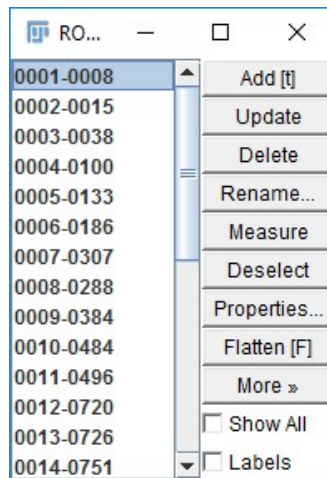 RO...
0001-0008
0002-0015
0003-0038
0004-0100
0005-0133
0006-0186
0007-0307
0008-0288
0009-0384
0010-0484
0011-0496
0012-0720
0013-0726
0014-0751
Add [t]
Update
Delete
Rename...
Measure
Deselect
Properties...
Flatten [F]
More »
Show All
Labels